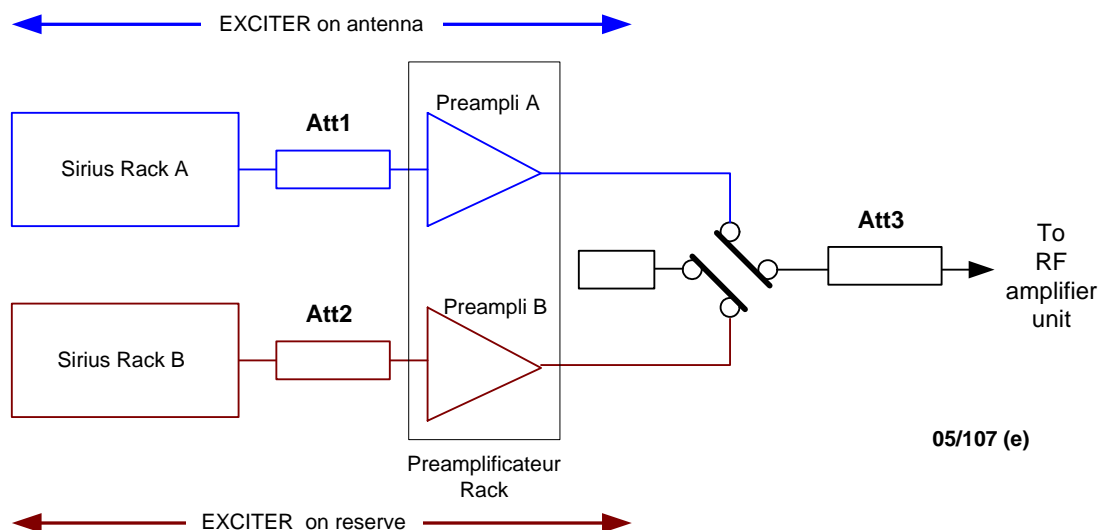 EXCITER on antenna
Preampli A
Att1
Sirius Rack A
Att3
To
RF
amplifier
unit
Preampli B
Att2
Sirius Rack B
05/107 (e)
Preamplificateur
Rack
EXCITER on reserve